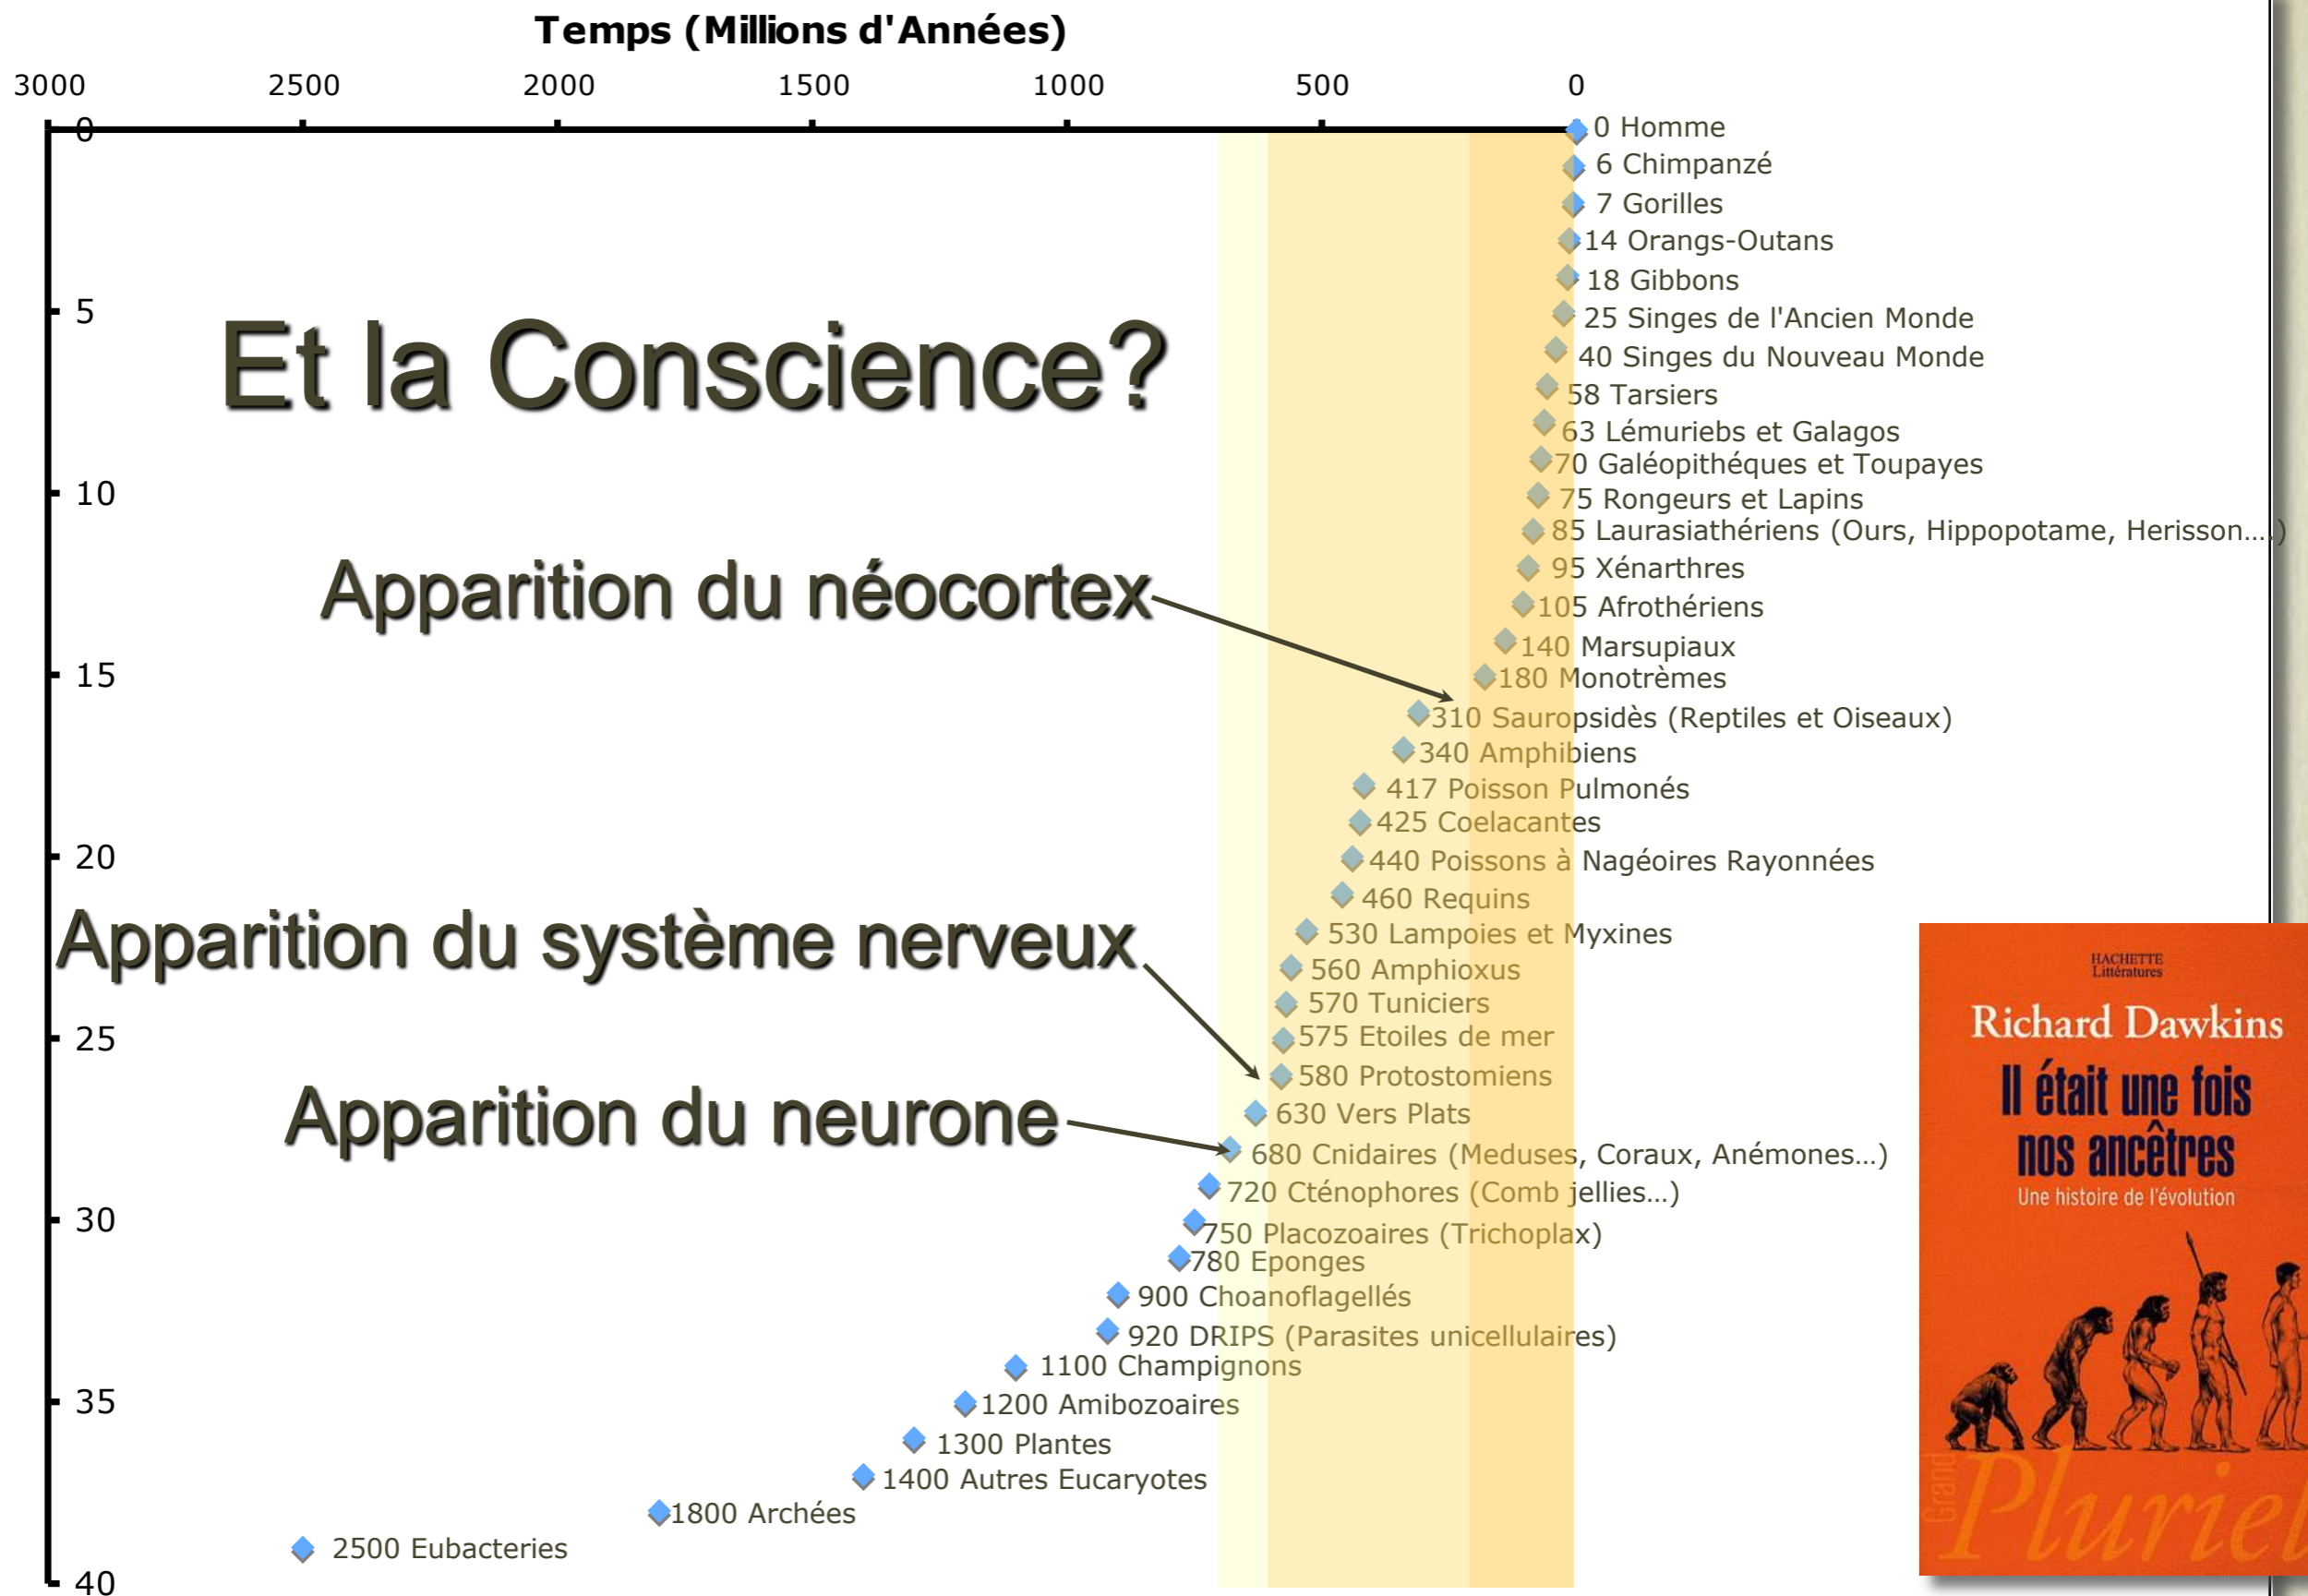 Temps (Millions d'Années)
3000 2500 2000 1500 1000 500 0
0
5
10
15
20
25
30
35
40
0 Homme
6 Chimpanzé
7 Gorilles
14 Orangs-Outans
18 Gibbons
25 Singes de l'Ancien Monde
Et la Conscience?
40 Singes du Nouveau Monde
58 Tarsiers
63 Lémuriebs et Galagos
70 Galéopithéques et Toupayes
75 Rongeurs et Lapins
85 Laurasiathériens (Ours, Hippopotame, Herisson....)
95 Xénarthres
Apparition du néocortex
105 Afrothériens
140 Marsupiaux
180 Monotrèmes
310 Sauropsidès (Reptiles et Oiseaux)
340 Amphibiens
417 Poisson Pulmonés
425 Coelacantes
440 Poissons à Nagéoires Rayonnées
460 Requins
530 Lampoies et Myxines
Apparition du système nerveux
560 Amphioxus
570 Tuniciers
575 Etoiles de mer
580 Protostomiens
630 Vers Plats
Apparition du neurone
680 Cnidaires (Meduses, Coraux, Anémones...)
720 Cténophores (Comb jellies...)
750 Placozoaires (Trichoplax)
780 Eponges
900 Choanoflagellés
920 DRIPS (Parasites unicellulaires)
1100 Champignons
1200 Amibozoaires
1300 Plantes
1400 Autres Eucaryotes
1800 Archées
2500 Eubacteries
HACHETTE
Littératures
Richard Dawkins
Il était une fois
nos ancêtres
Une histoire de l'évolution
Grand
Pluriel